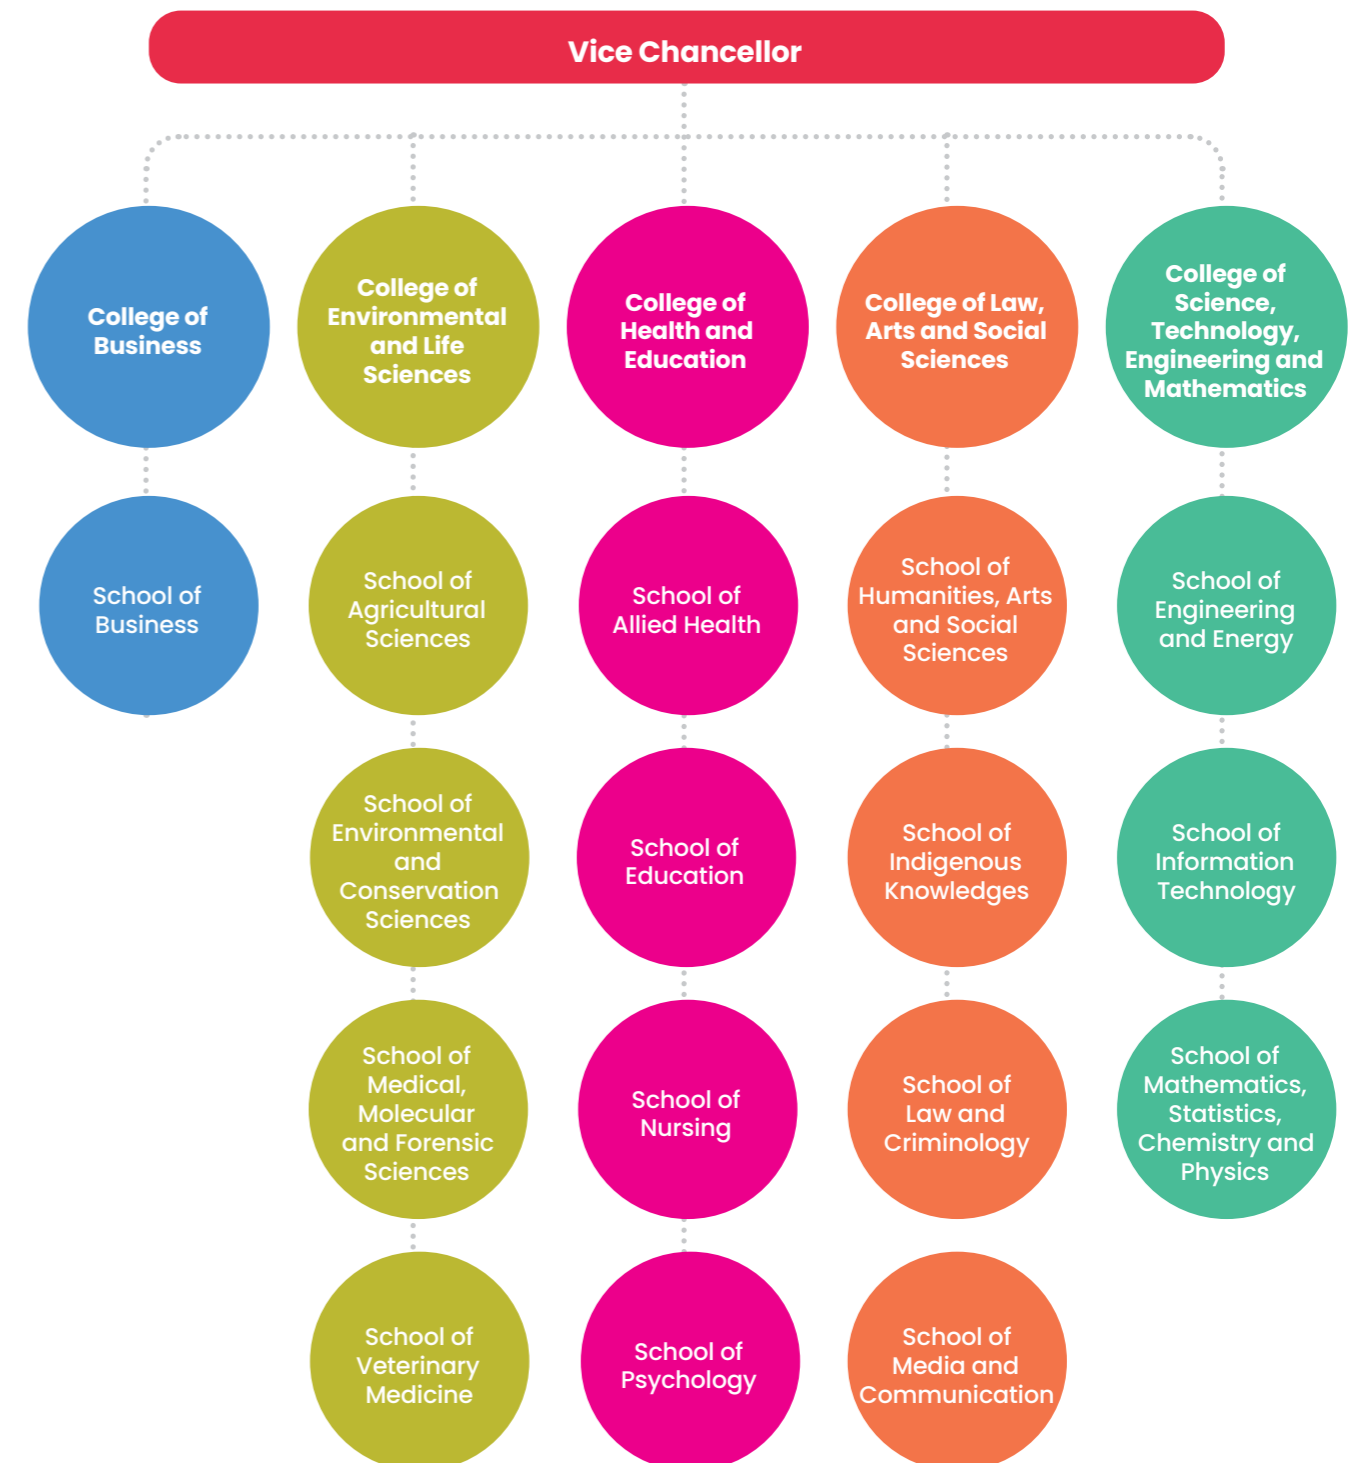 Vice Chancellor
College of
Business
College of
Environmental
and Life
Sciences
College of
Health and
Education
College of Law,
Arts and Social
Sciences
College of
Science,
Technology,
Engineering and
Mathematics
School of
Business
School of
Agricultural
Sciences
School of
Allied Health
School of
Humanities, Arts
and Social
Sciences
School of
Engineering
and Energy
School of
Environmental
and
Conservation
Sciences
School of
Education
School of
Indigenous
Knowledges
School of
Information
Technology
School of
Medical,
Molecular
and Forensic
Sciences
School of
Nursing
School of
Law and
Criminology
School of
Mathematics,
Statistics,
Chemistry and
Physics
School of
Veterinary
Medicine
School of
Psychology
School of
Media and
Communication